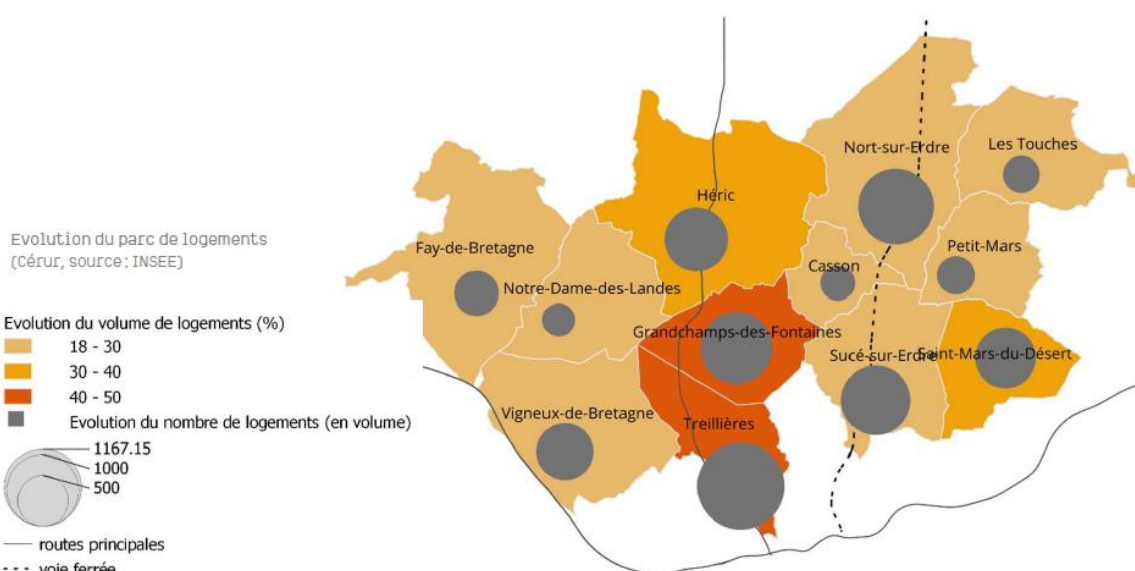 Evolution du parc de logements
(Cérur, source : INSEE)
Evolution du volume de logements (%)
18 - 30
30 - 40
40 - 50
Evolution du nombre de logements (en volume)
1167.15
1000
500
routes principales
voie ferrée
Nort-sur-Erdre
Les Touches
Héric
Fay-de-Bretagne
Petit-Mars
Casson
Notre-Dame-des-Landes
Grandchamps-des-Fontaines
Sucé-sur-Erdre
Saint-Mars-du-Désert
Vigneux-de-Bretagne
Treillières